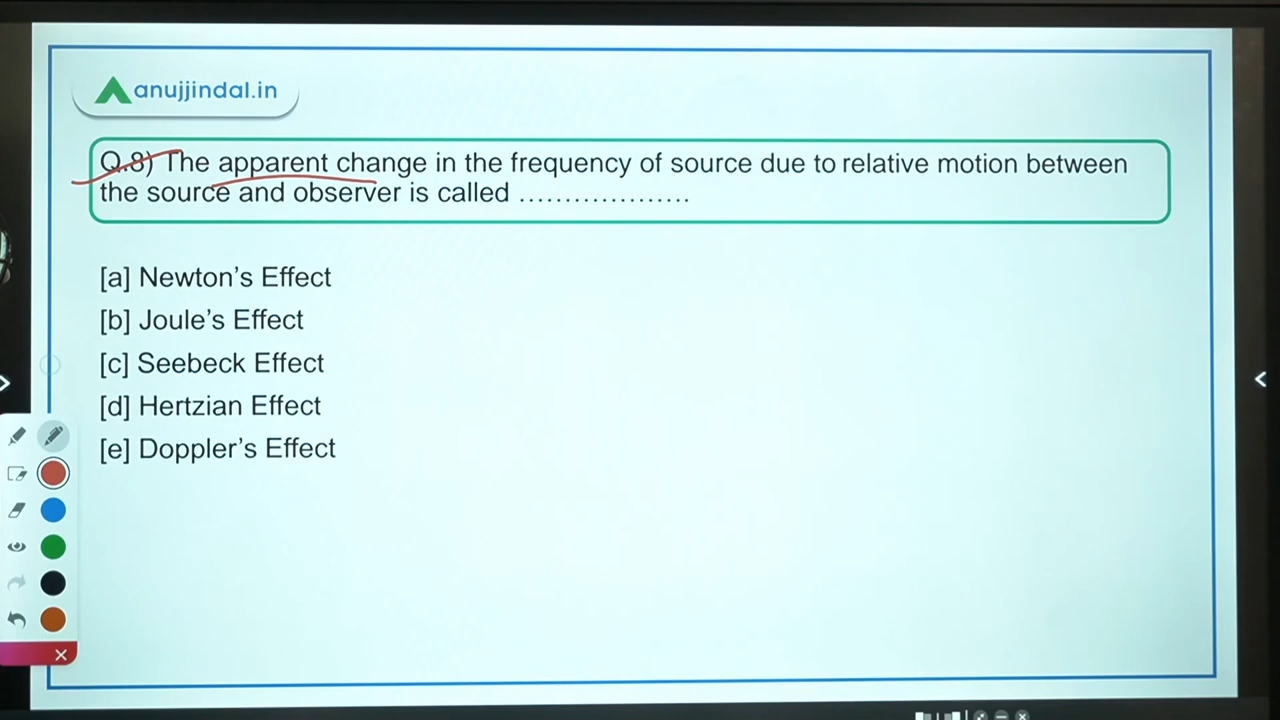 anujjindal.in
Q.8) The apparent change in the frequency of source due to relative motion between
the source and observer is called ...................
[a] Newton’s Effect
[b] Joule’s Effect
[c] Seebeck Effect
[d] Hertzian Effect
[e] Doppler’s Effect